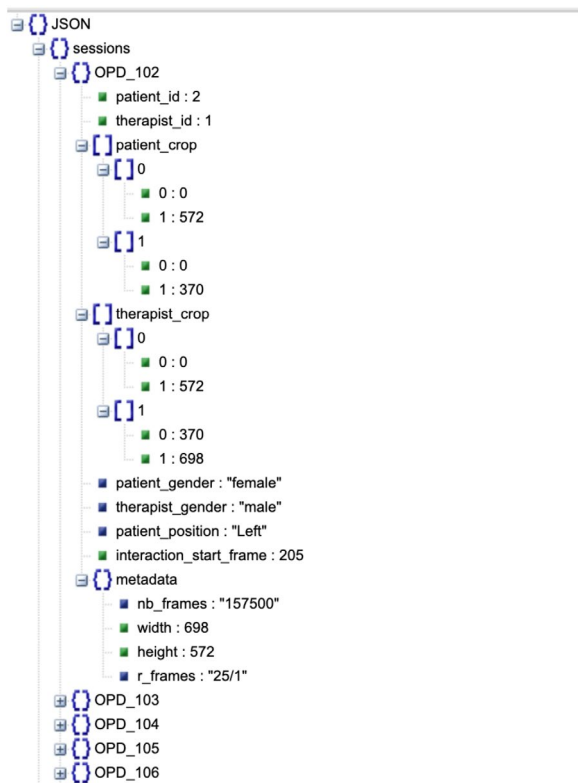 JSON
sessions
OPD_102
patient_id : 2
therapist_id : 1
patient_crop
0
0 : 0
1 : 572
1
0 : 0
1 : 370
therapist_crop
0
0 : 0
1 : 572
1
0 : 370
1 : 698
patient_gender : "female"
therapist_gender : "male"
patient_position : "Left"
interaction_start_frame : 205
metadata
nb_frames : "157500"
width : 698
height : 572
r_frames : "25/1"
OPD_103
OPD_104
OPD_105
OPD_106